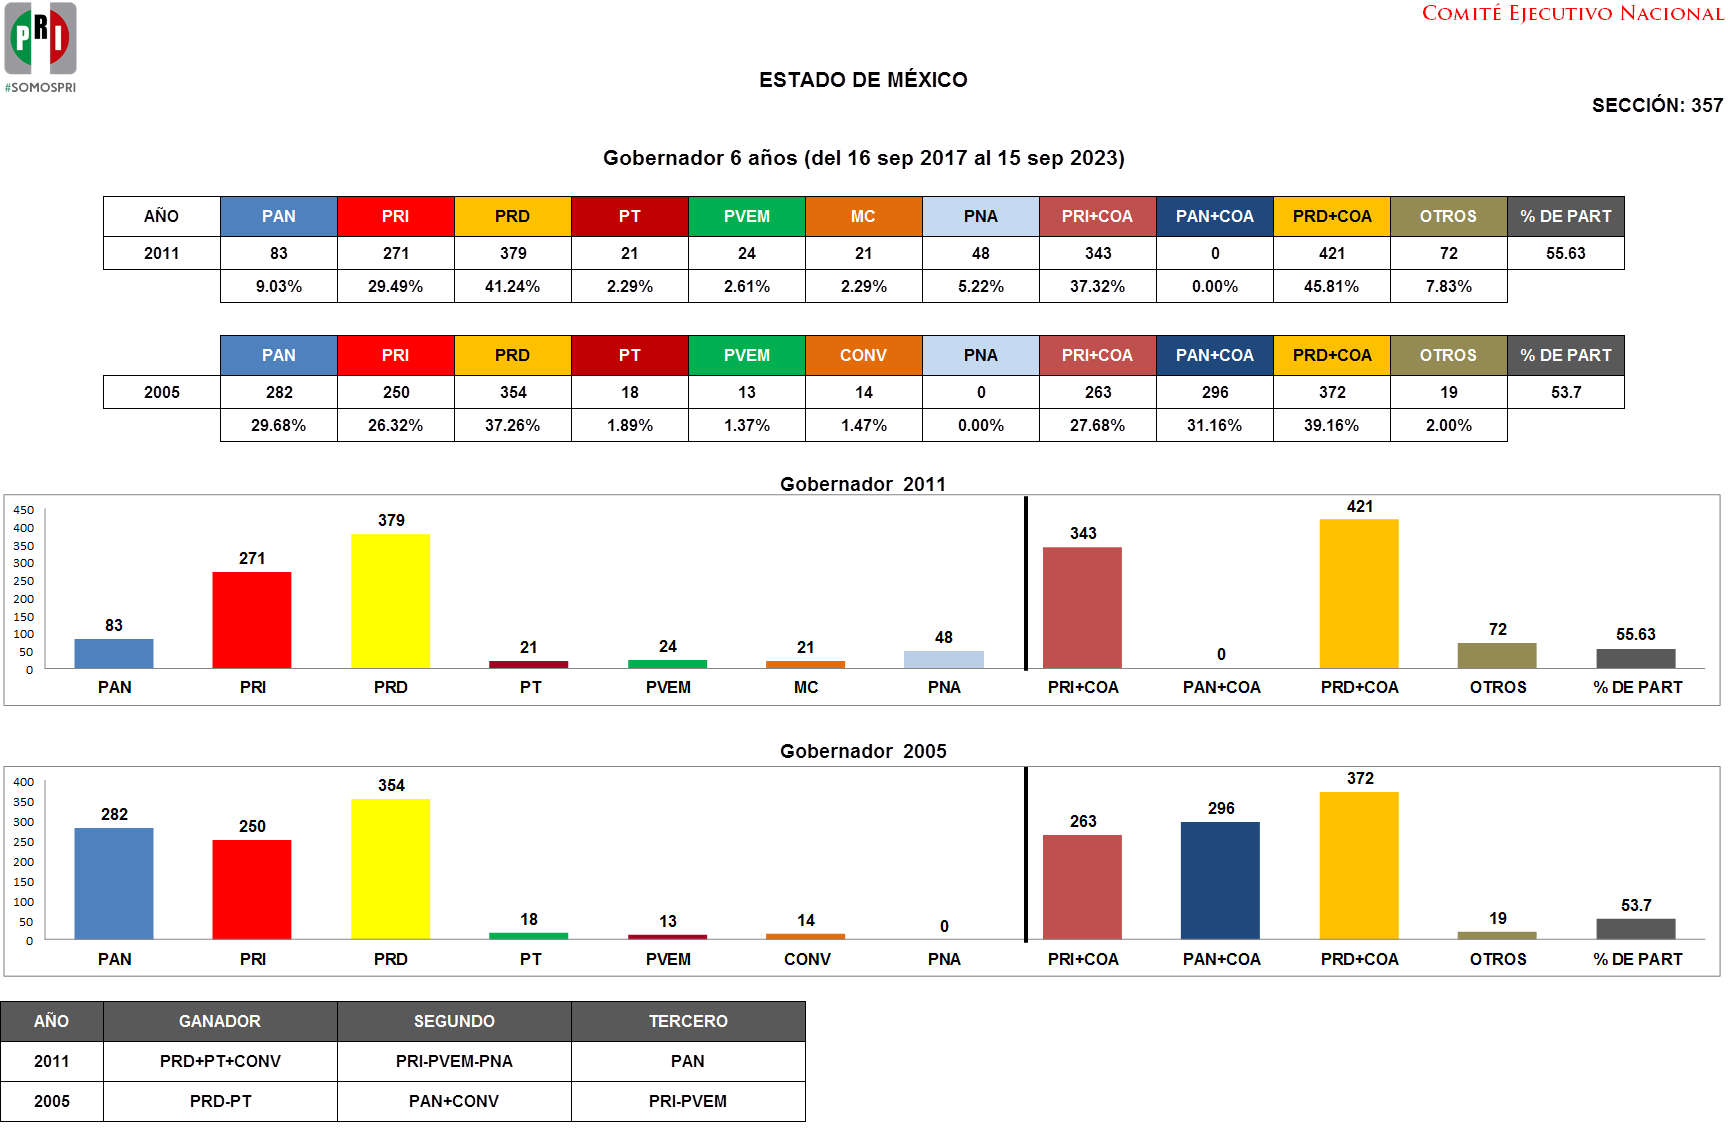 PRI
#SOMOSPRI
COMITÉ EJECUTIVO NACIONAL
ESTADO DE MÉXICO
SECCIÓN: 357
Gobernador 6 años (del 16 sep 2017 al 15 sep 2023)
AÑO PAN PRI PRD PT PVEM MC PNA PRI+COA PAN+COA PRD+COA OTROS % DE PART
2011 83 271 379 21 24 21 48 343 0 421 72 55.63
9.03% 29.49% 41.24% 2.29% 2.61% 2.29% 5.22% 37.32% 0.00% 45.81% 7.83%
PAN PRI PRD PT PVEM CONV PNA PRI+COA PAN+COA PRD+COA OTROS % DE PART
2005 282 250 354 18 13 14 0 263 296 372 19 53.7
29.68% 26.32% 37.26% 1.89% 1.37% 1.47% 0.00% 27.68% 31.16% 39.16% 2.00%
Gobernador 2011
450
400
350
300
250
200
150
100
50
0
83 271 379 21 24 21 48 343 0 421 72 55.63
PAN PRI PRD PT PVEM MC PNA PRI+COA PAN+COA PRD+COA OTROS % DE PART
Gobernador 2005
400
350
300
250
200
150
100
50
0
282 250 354 18 13 14 0 263 296 372 19 53.7
PAN PRI PRD PT PVEM CONV PNA PRI+COA PAN+COA PRD+COA OTROS % DE PART
AÑO GANADOR SEGUNDO TERCERO
2011 PRD+PT+CONV PRI-PVEM-PNA PAN
2005 PRD-PT PAN+CONV PRI-PVEM